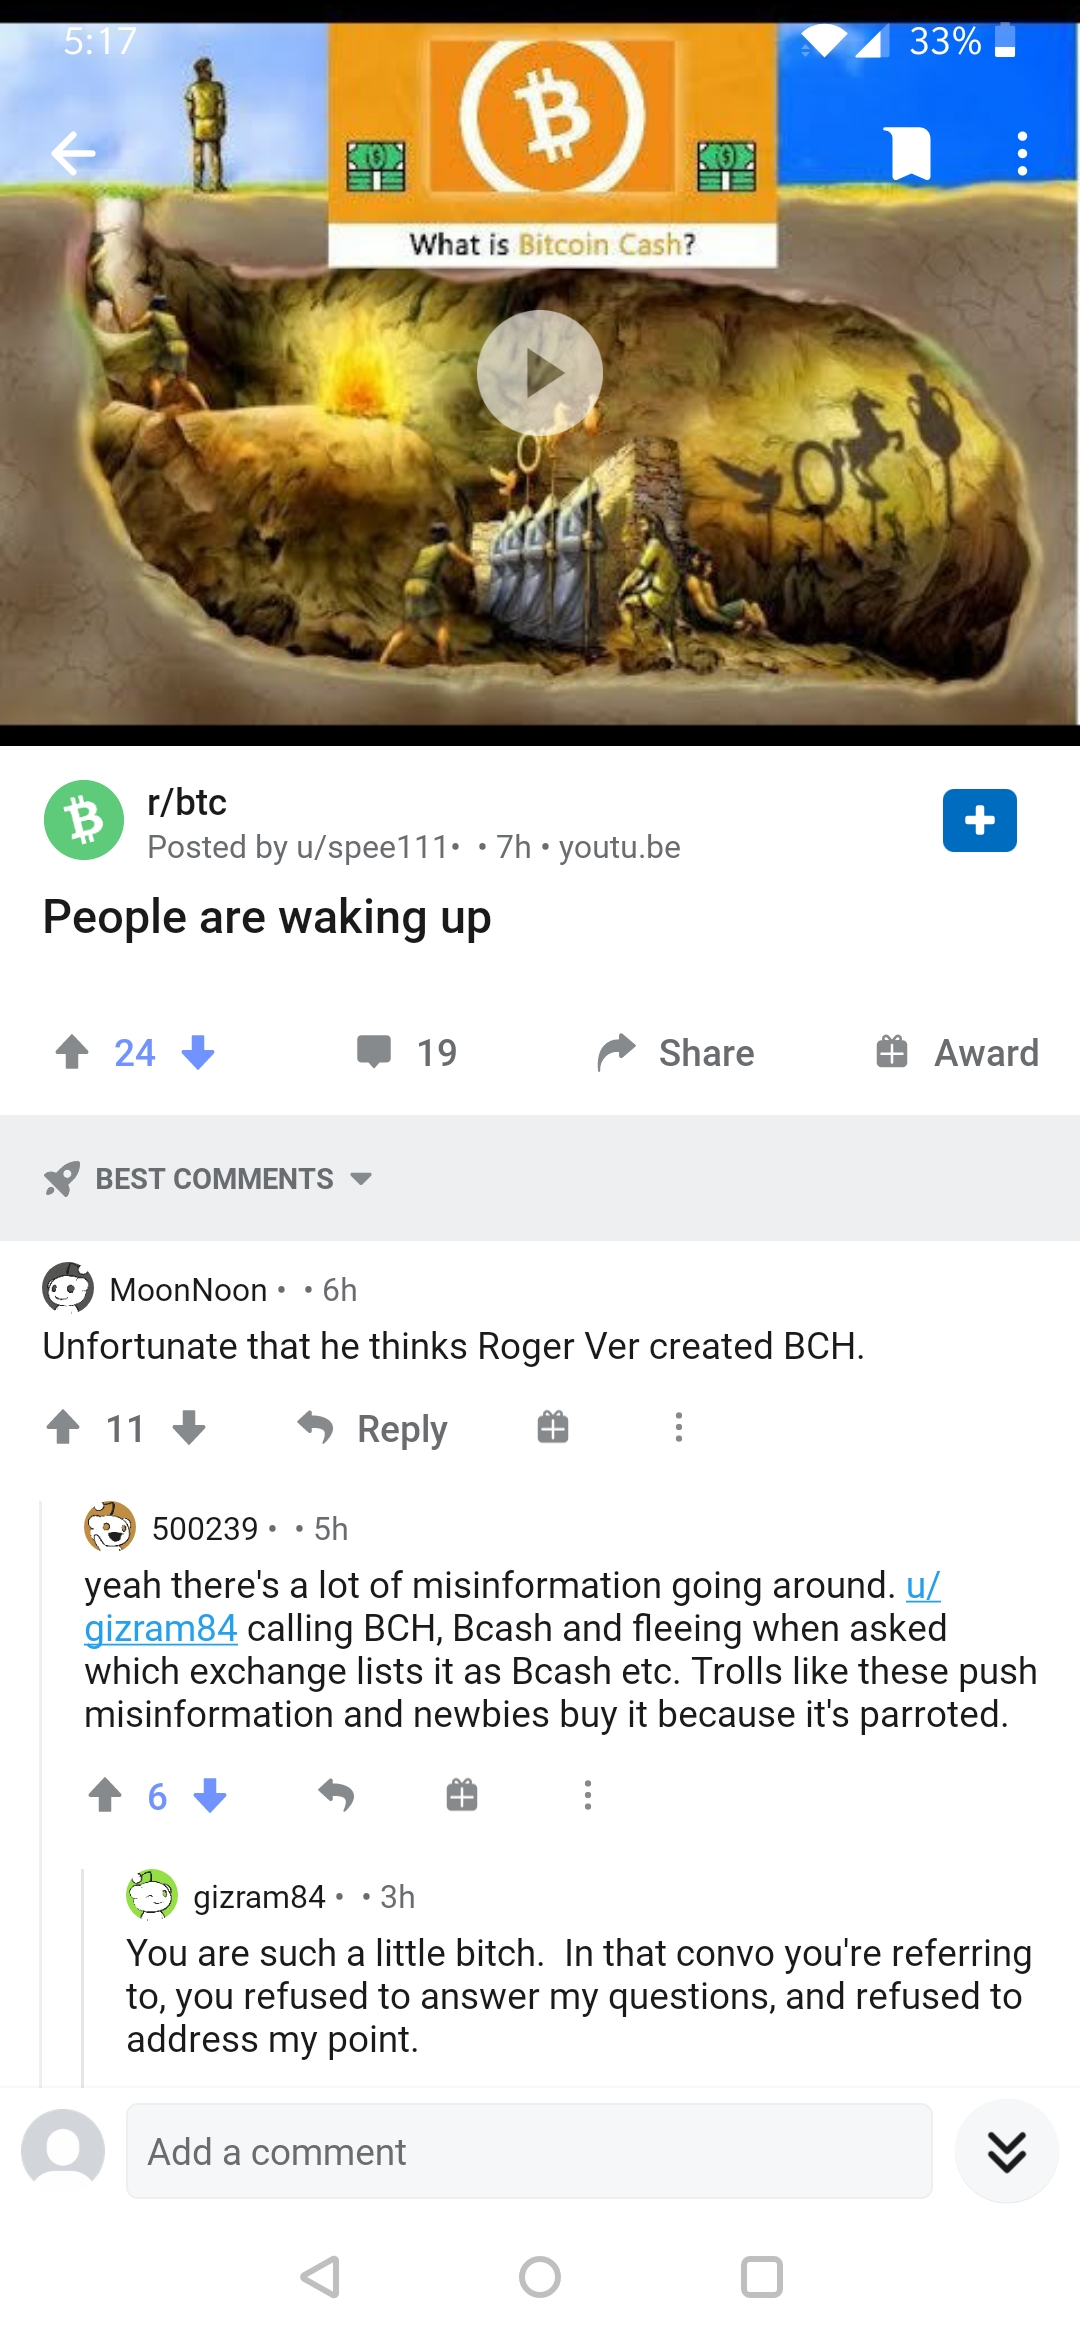 5:17
33%
What is Bitcoin Cash?
r/btc
Posted by u/spee111• • 7h • youtu.be
People are waking up
24
19
Share
Award
BEST COMMENTS
MoonNoon • • 6h
Unfortunate that he thinks Roger Ver created BCH.
11
Reply
500239 • • 5h
yeah there's a lot of misinformation going around. u/
gizram84 calling BCH, Bcash and fleeing when asked
which exchange lists it as Bcash etc. Trolls like these push
misinformation and newbies buy it because it's parroted.
6
gizram84 • • 3h
You are such a little bitch.  In that convo you're referring
to, you refused to answer my questions, and refused to
address my point.
Add a comment